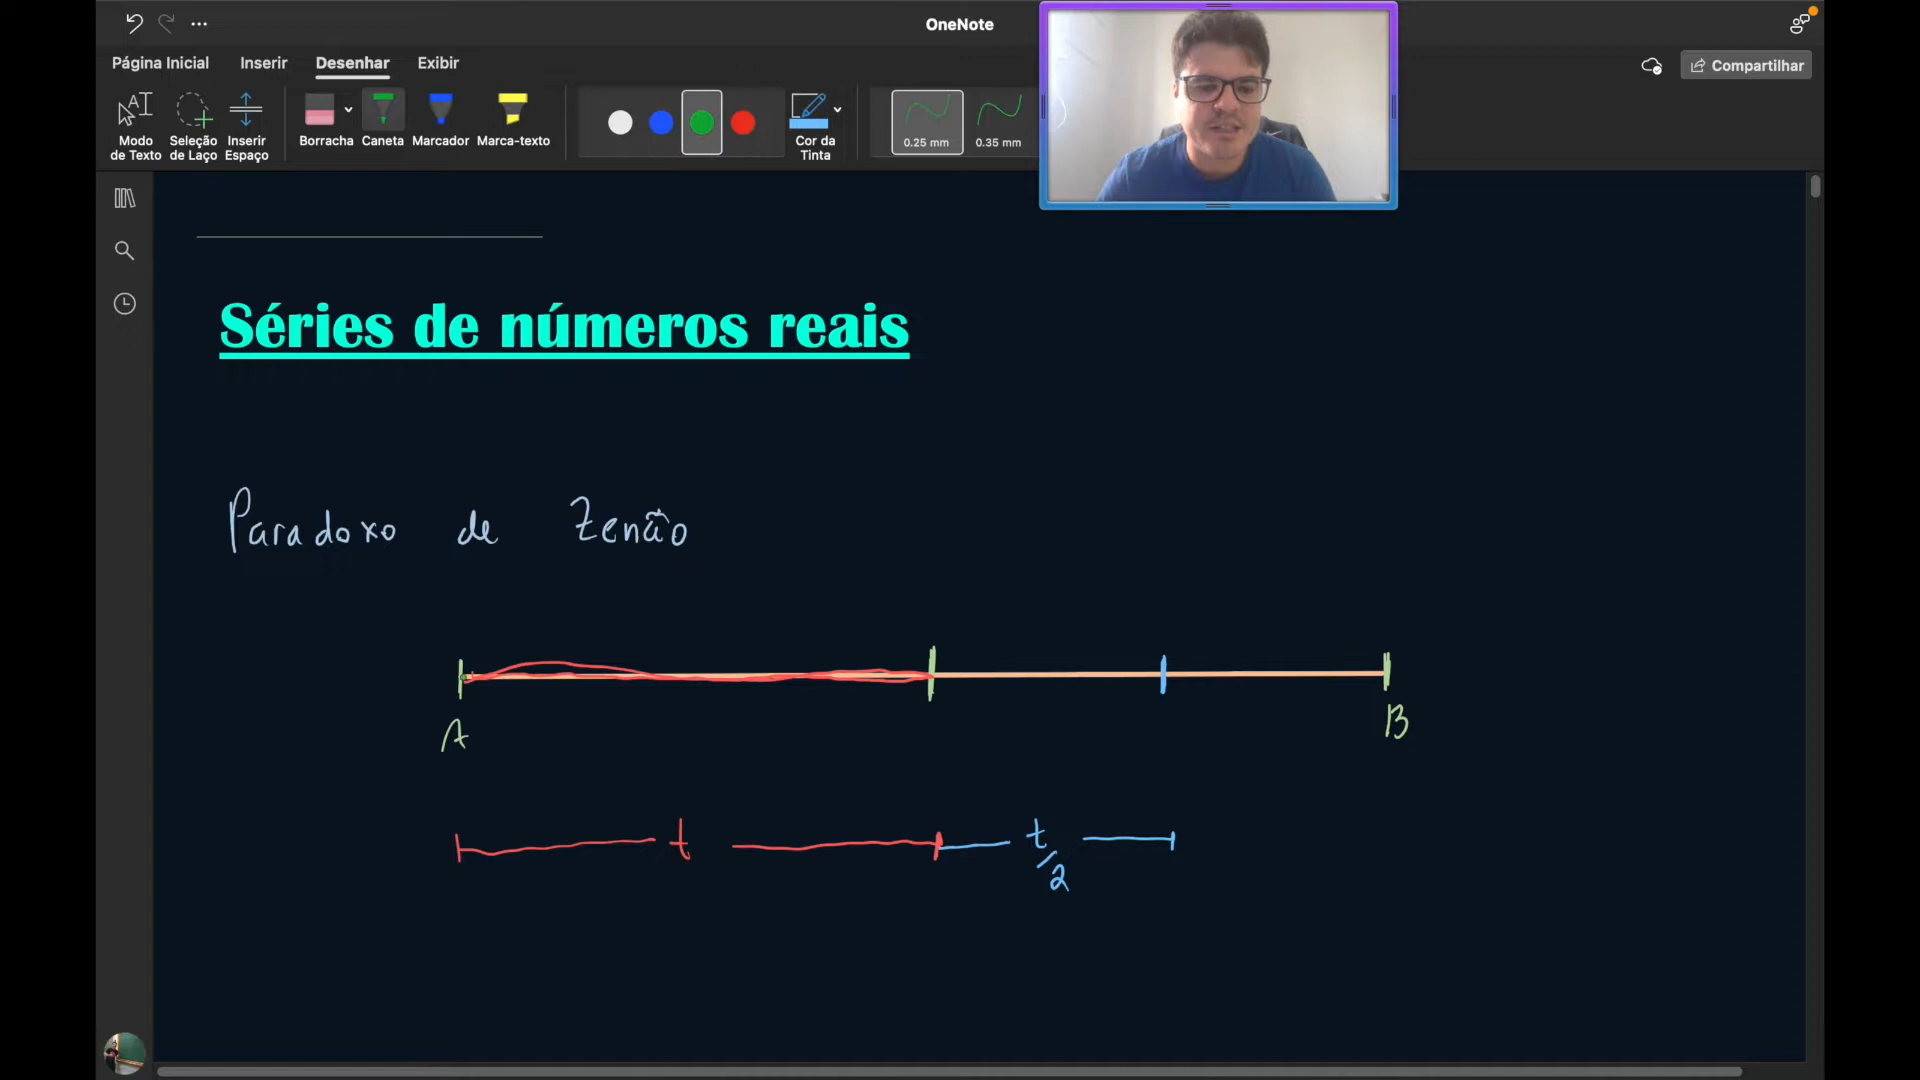 OneNote
Página Inicial Inserir Desenhar Exibir
Compartilhar
Modo de Texto
Seleção de Laço
Inserir Espaço
Borracha
Caneta
Marcador
Marca-texto
Cor da Tinta
0.25 mm
0.35 mm
Séries de números reais
Paradoxo de Zenão
A B
t t/2